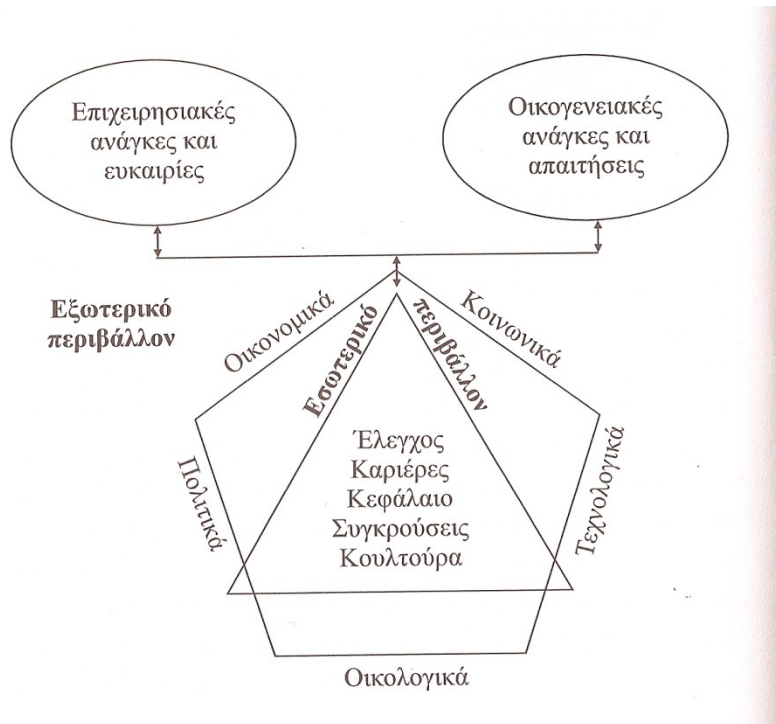 Επιχειρησιακές
ανάγκες και
ευκαιρίες
Οικογενειακές
ανάγκες και
απαιτήσεις
Εξωτερικό
περιβάλλον
Οικονομικά
Εσωτερικό
περιβάλλον
Κοινωνικά
Πολιτικά
Έλεγχος
Καριέρες
Κεφάλαιο
Συγκρούσεις
Κουλτούρα
Τεχνολογικά
Οικολογικά